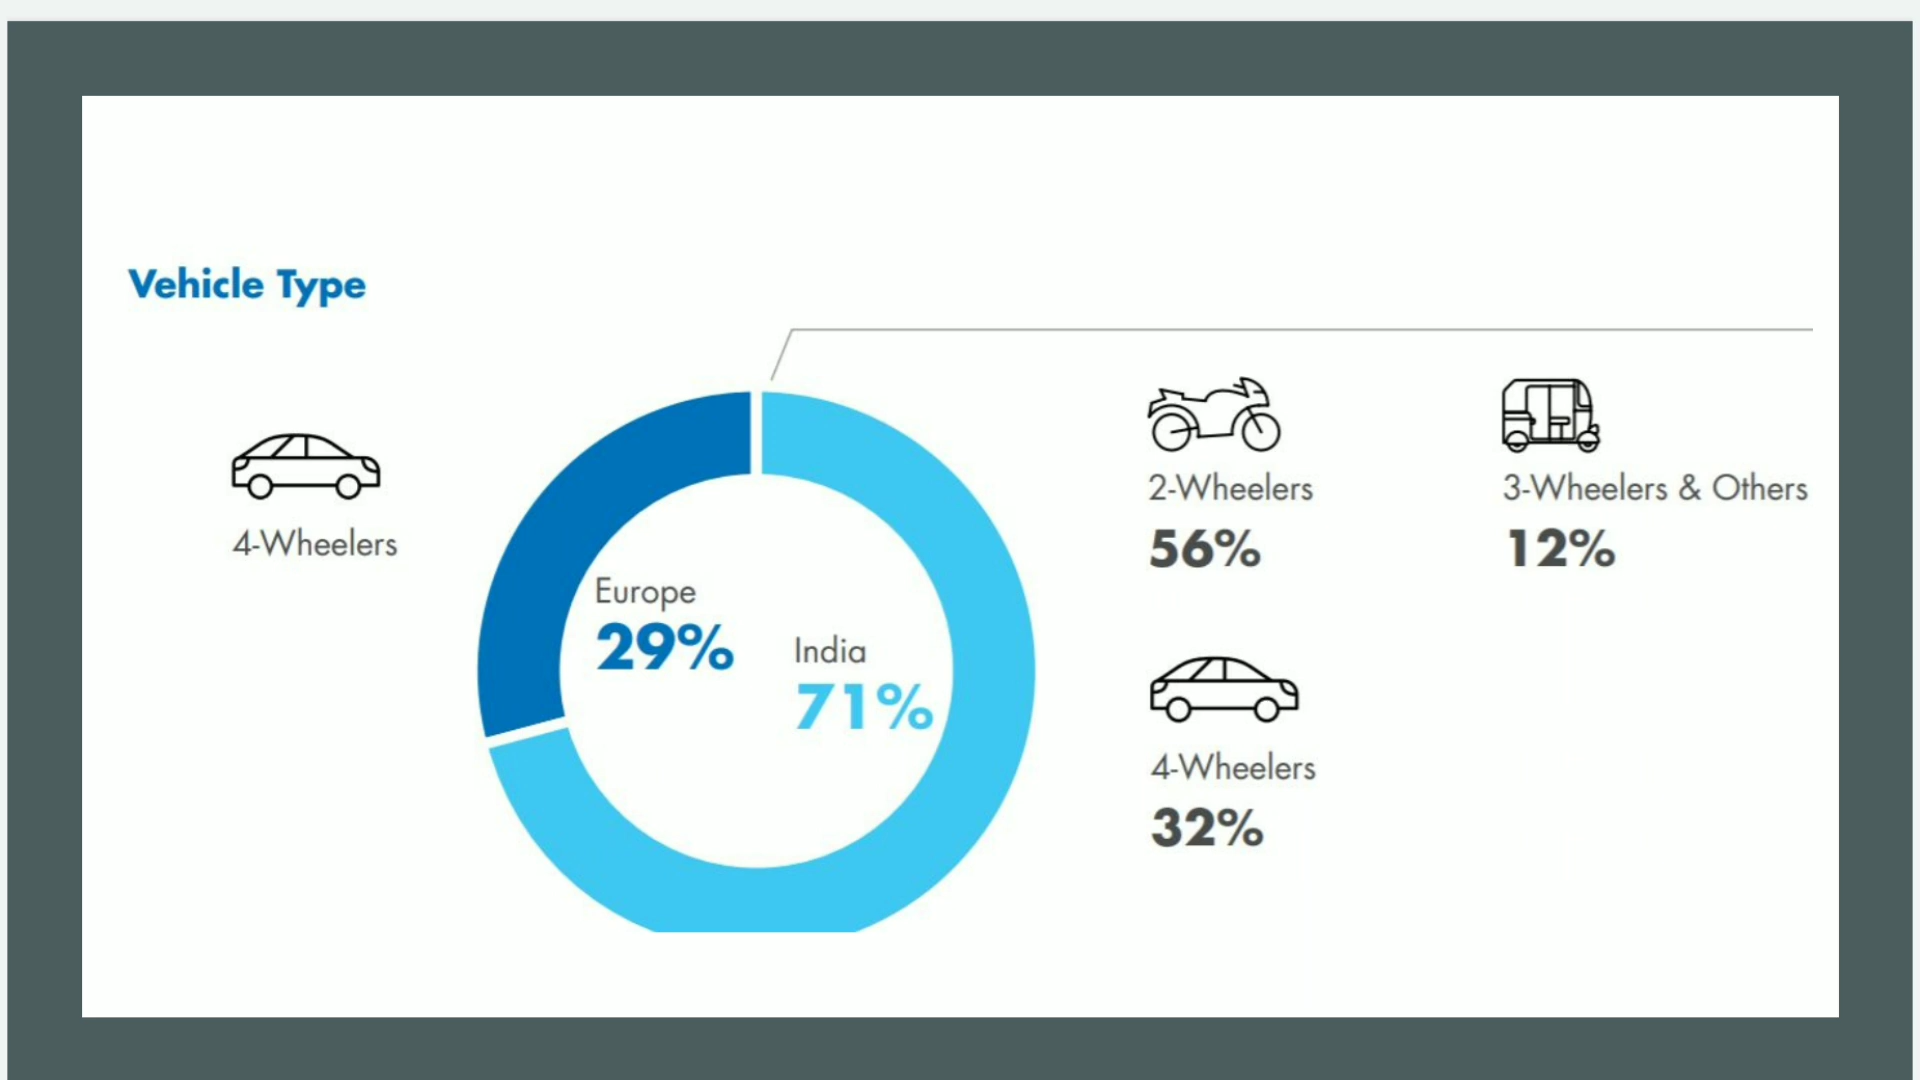 Vehicle Type
4-Wheelers
Europe
29%
India
71%
2-Wheelers
56%
3-Wheelers & Others
12%
4-Wheelers
32%